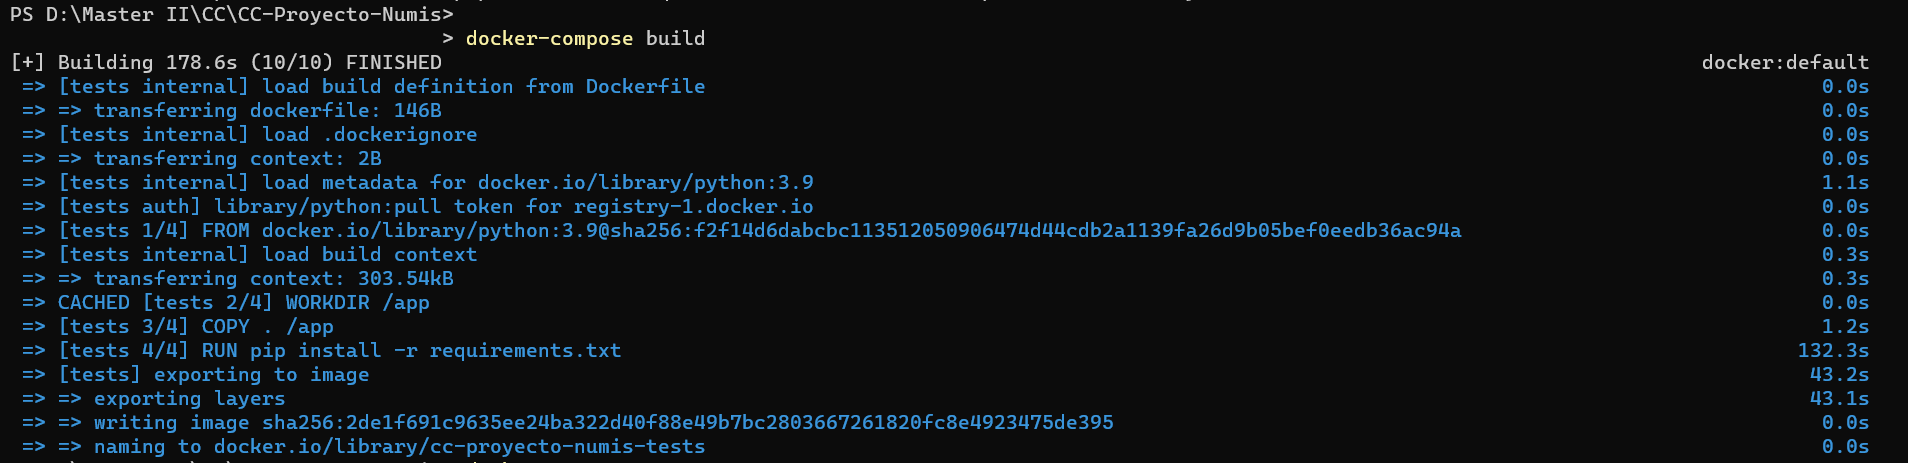 PS D:\Master II\CC\CC-Proyecto-Numis>
> docker-compose build
[+] Building 178.6s (10/10) FINISHED docker:default
=> [tests internal] load build definition from Dockerfile 0.0s
=> => transferring dockerfile: 146B 0.0s
=> [tests internal] load .dockerignore 0.0s
=> => transferring context: 2B 0.0s
=> [tests internal] load metadata for docker.io/library/python:3.9 1.1s
=> [tests auth] library/python:pull token for registry-1.docker.io 0.0s
=> [tests 1/4] FROM docker.io/library/python:3.9@sha256:f2f14d6dabcbc113512050906474d44cdb2a1139fa26d9b05bef0eedb36ac94a 0.0s
=> [tests internal] load build context 0.3s
=> => transferring context: 303.54kB 0.3s
=> CACHED [tests 2/4] WORKDIR /app 0.0s
=> [tests 3/4] COPY . /app 1.2s
=> [tests 4/4] RUN pip install -r requirements.txt 132.3s
=> [tests] exporting to image 43.2s
=> => exporting layers 43.1s
=> => writing image sha256:2de1f691c9635ee24ba322d40f88e49b7bc2803667261820fc8e4923475de395 0.0s
=> => naming to docker.io/library/cc-proyecto-numis-tests 0.0s